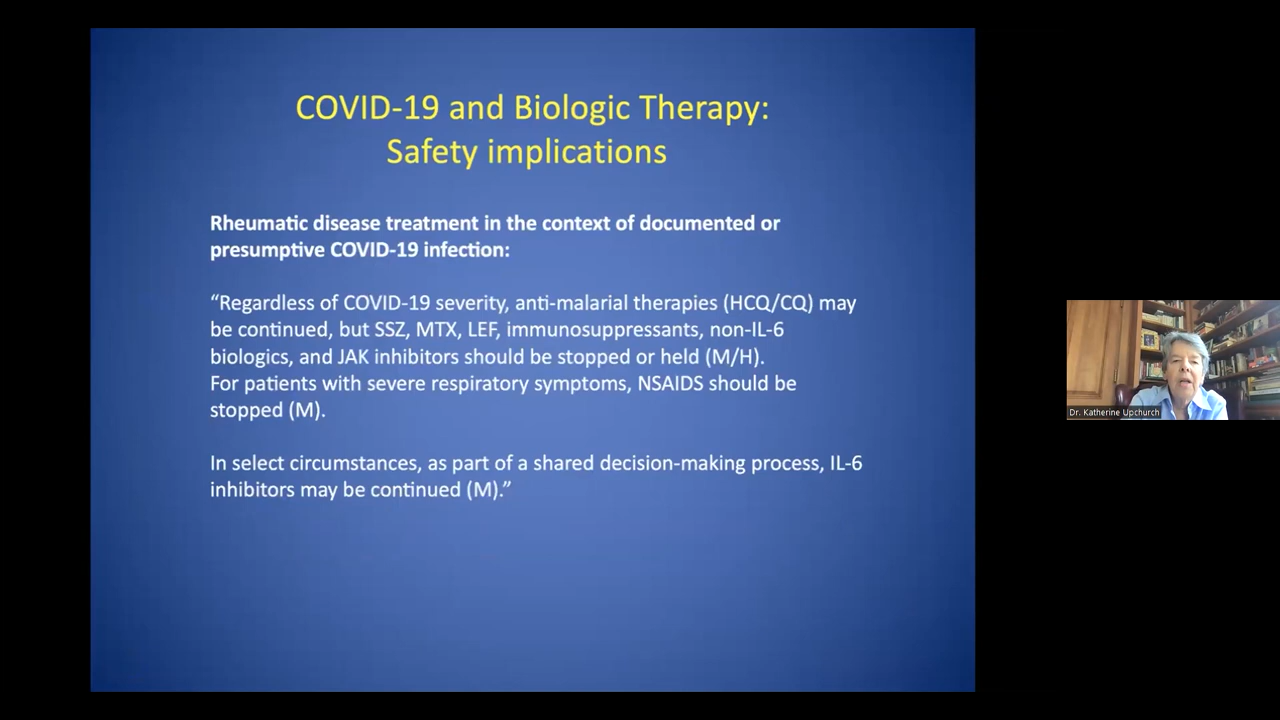 COVID-19 and Biologic Therapy:
Safety implications
Rheumatic disease treatment in the context of documented or
presumptive COVID-19 infection:
“Regardless of COVID-19 severity, anti-malarial therapies (HCQ/CQ) may
be continued, but SSZ, MTX, LEF, immunosuppressants, non-IL-6
biologics, and JAK inhibitors should be stopped or held (M/H).
For patients with severe respiratory symptoms, NSAIDS should be
stopped (M).
In select circumstances, as part of a shared decision-making process, IL-6
inhibitors may be continued (M).”
Dr. Katherine Upchurch